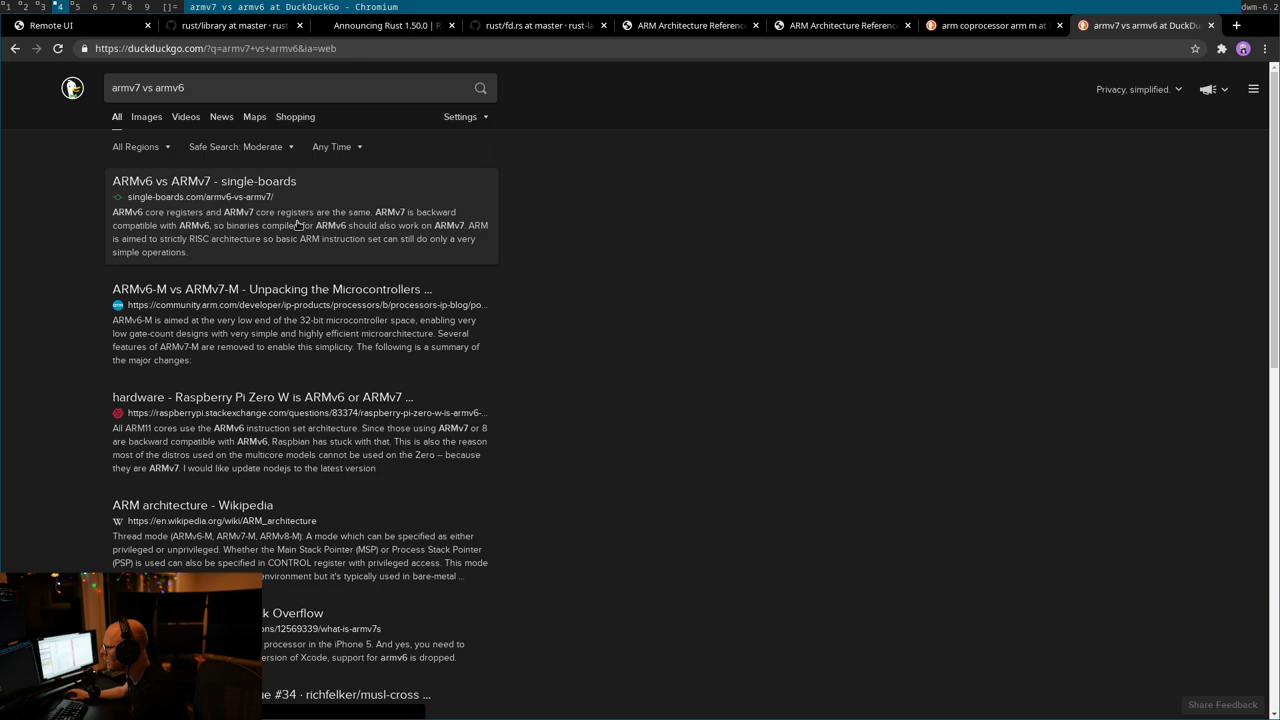 1 2 3 4 5 6 7 8 9 []= armv7 vs armv6 at DuckDuckGo - Chromium dwm-6.2
Remote UI
rust/library at master · rust
Announcing Rust 1.50.0 | R
rust/fd.rs at master · rust-la
ARM Architecture Referenc
ARM Architecture Referenc
arm coprocessor arm m at
armv7 vs armv6 at DuckDu
https://duckduckgo.com/?q=armv7+vs+armv6&ia=web
armv7 vs armv6
Privacy, simplified.
All Images Videos News Maps Shopping Settings
All Regions Safe Search: Moderate Any Time
ARMv6 vs ARMv7 - single-boards
single-boards.com/armv6-vs-armv7/
ARMv6 core registers and ARMv7 core registers are the same. ARMv7 is backward
compatible with ARMv6, so binaries compiled for ARMv6 should also work on ARMv7. ARM
is aimed to strictly RISC architecture so basic ARM instruction set can still do only a very
simple operations.
ARMv6-M vs ARMv7-M - Unpacking the Microcontrollers ...
https://community.arm.com/developer/ip-products/processors/b/processors-ip-blog/po...
ARMv6-M is aimed at the very low end of the 32-bit microcontroller space, enabling very
low gate-count designs with very simple and highly efficient microarchitecture. Several
features of ARMv7-M are removed to enable this simplicity. The following is a summary of
the major changes:
hardware - Raspberry Pi Zero W is ARMv6 or ARMv7 ...
https://raspberrypi.stackexchange.com/questions/83374/raspberry-pi-zero-w-is-armv6-...
All ARM11 cores use the ARMv6 instruction set architecture. Since those using ARMv7 or 8
are backward compatible with ARMv6, Raspbian has stuck with that. This is also the reason
most of the distros used on the multicore models cannot be used on the Zero -- because
they are ARMv7. I would like update nodejs to the latest version
ARM architecture - Wikipedia
https://en.wikipedia.org/wiki/ARM_architecture
Thread mode (ARMv6-M, ARMv7-M, ARMv8-M): A mode which can be specified as either
privileged or unprivileged. Whether the Main Stack Pointer (MSP) or Process Stack Pointer
(PSP) is used can also be specified in CONTROL register with privileged access. This mode
environment but it's typically used in bare-metal ...
k Overflow
ons/12569339/what-is-armv7s
processor in the iPhone 5. And yes, you need to
ersion of Xcode, support for armv6 is dropped.
ue #34 · richfelker/musl-cross ...
Share Feedback